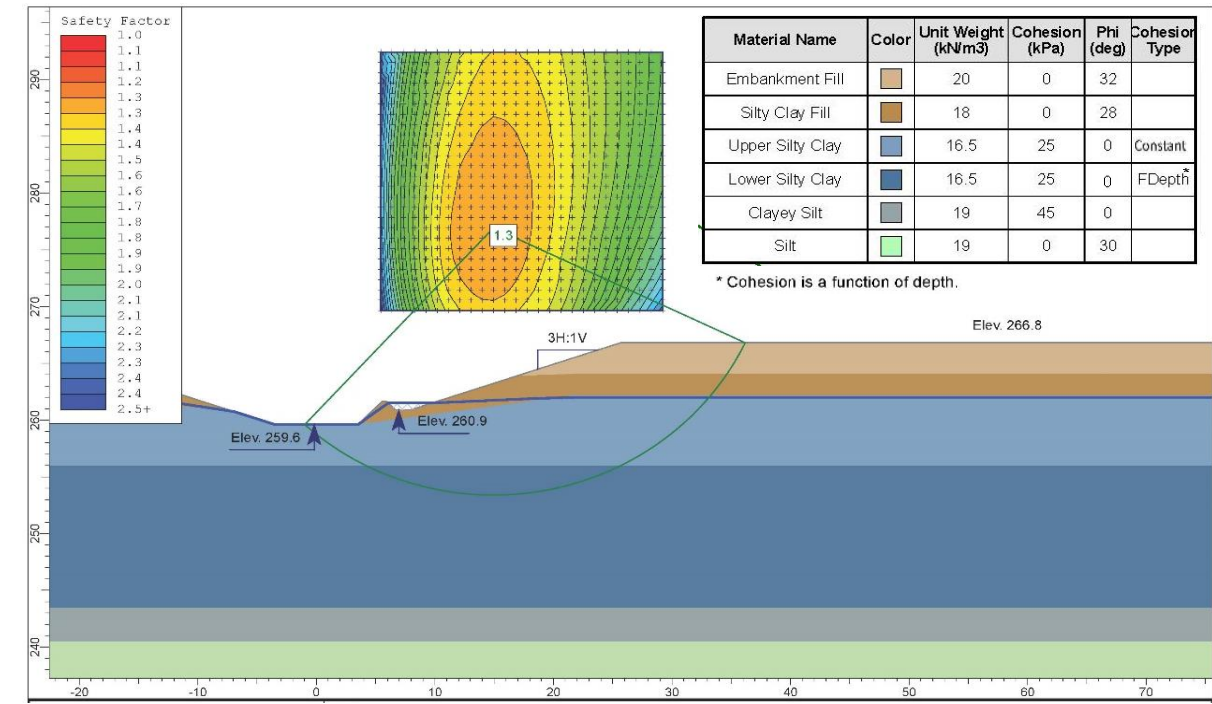 Safety Factor
1.0
1.1
1.1
1.2
1.3
1.3
1.4
1.4
1.5
1.6
1.6
1.7
1.8
1.8
1.9
1.9
2.0
2.1
2.1
2.2
2.3
2.3
2.4
2.4
2.5+
Material Name Color Unit Weight (kN/m3) Cohesion (kPa) Phi (deg) Cohesion Type
Embankment Fill 20 0 32
Silty Clay Fill 18 0 28
Upper Silty Clay 16.5 25 0 Constant
Lower Silty Clay 16.5 25 0 FDepth*
Clayey Silt 19 45 0
Silt 19 0 30
* Cohesion is a function of depth.
1.3
3H:1V
Elev. 266.8
Elev. 259.6
Elev. 260.9
290
280
270
260
250
240
-20 -10 0 10 20 30 40 50 60 70